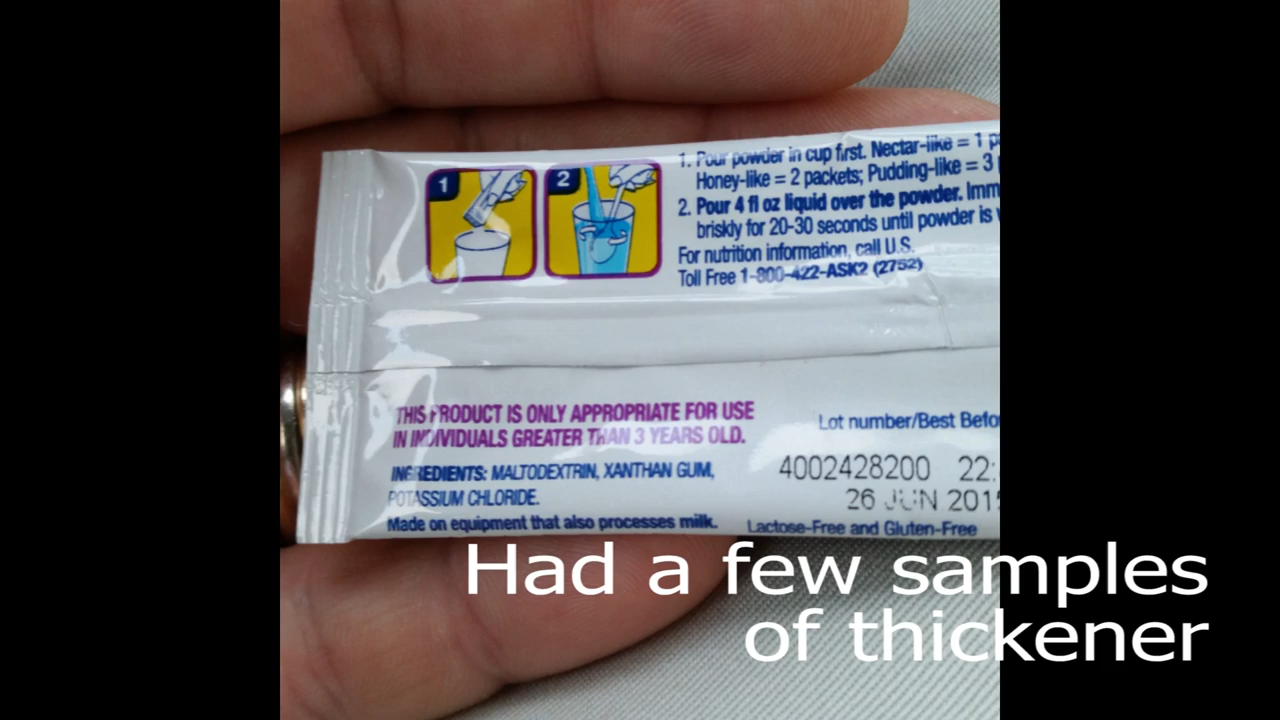 1
2
1. Pour powder in cup first. Nectar-like = 1
Honey-like = 2 packets; Pudding-like = 3
2. Pour 4 fl oz liquid over the powder.
briskly for 20-30 seconds until powder is
For nutrition information, call U.S.
Toll Free 1-800-422-ASK2 (2752)
THIS PRODUCT IS ONLY APPROPRIATE FOR USE
IN INDIVIDUALS GREATER THAN 3 YEARS OLD.
INGREDIENTS: MALTODEXTRIN, XANTHAN GUM,
POTASSIUM CHLORIDE.
Made on equipment that also processes milk.
Lot number/Best
4002428200 22:
26 JUN
Lactose-Free and Gluten-Free
Had a few samples
of thickener